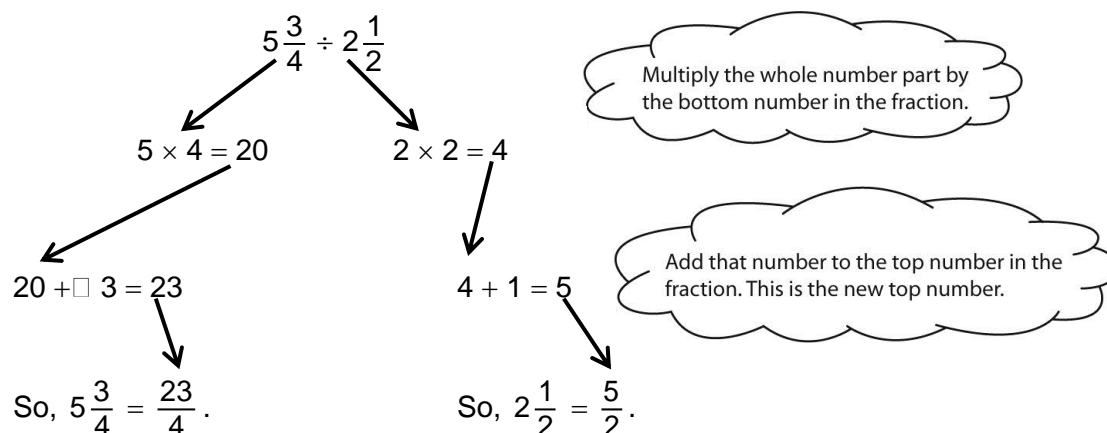 5 3/4 ÷ 2 1/2
Multiply the whole number part by
the bottom number in the fraction.
5 × 4 = 20
2 × 2 = 4
Add that number to the top number in the
fraction. This is the new top number.
20 +□ 3 = 23
4 + 1 = 5
So, 5 3/4 = 23/4 .
So, 2 1/2 = 5/2 .